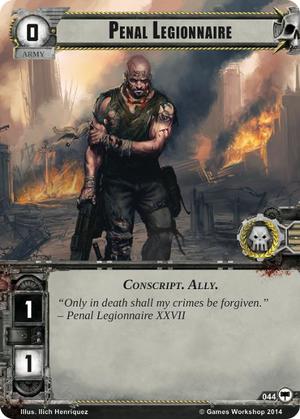 0
ARMY
PENAL LEGIONNAIRE
CONSCRIPT. ALLY.
1
“Only in death shall my crimes be forgiven.”
– Penal Legionnaire XXVII
1
Illus. Ilich Henriquez
© Games Workshop 2014
044